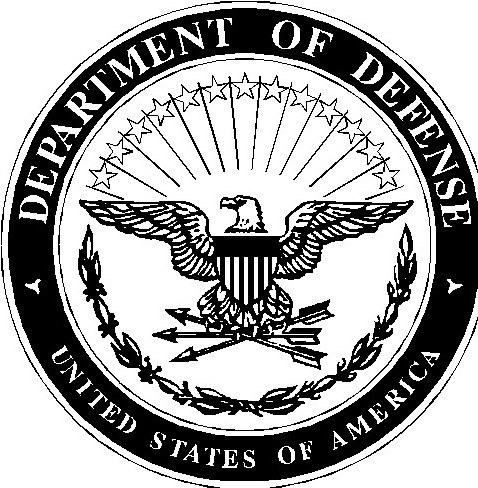 DEPARTMENT OF DEFENSE
UNITED STATES OF AMERICA